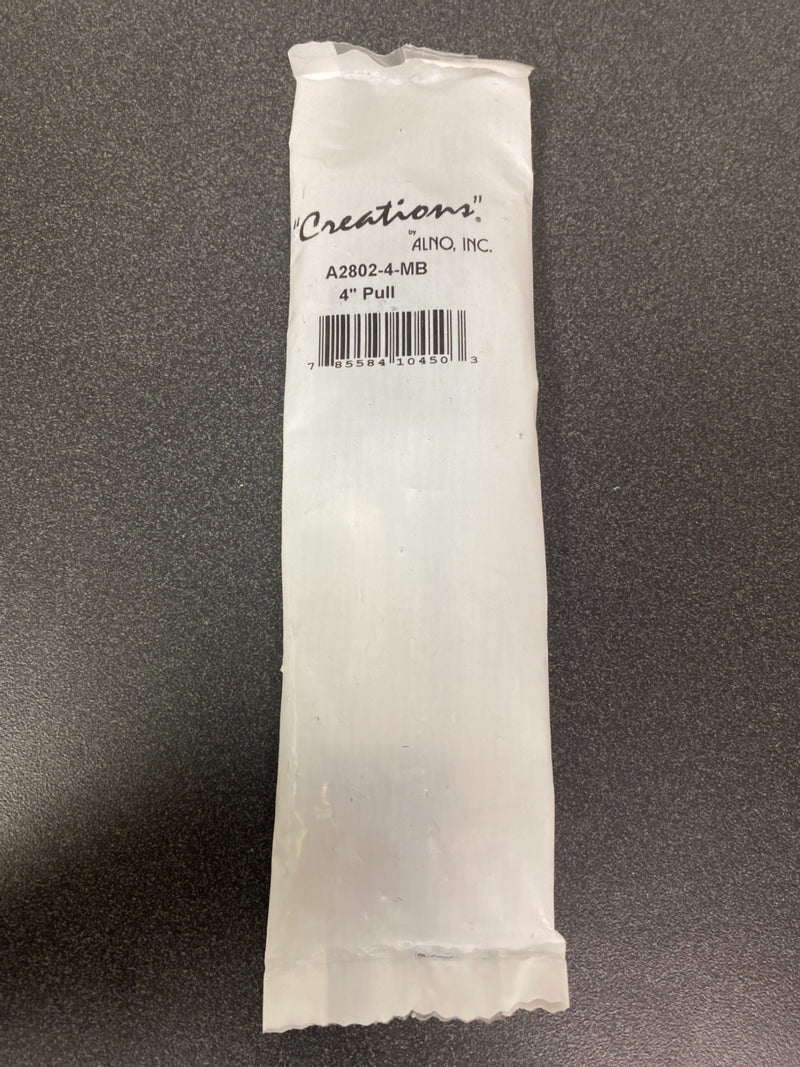 "Creations"®
by
ALNO, INC.
A2802-4-MB
4" Pull
7 85584 10450 3